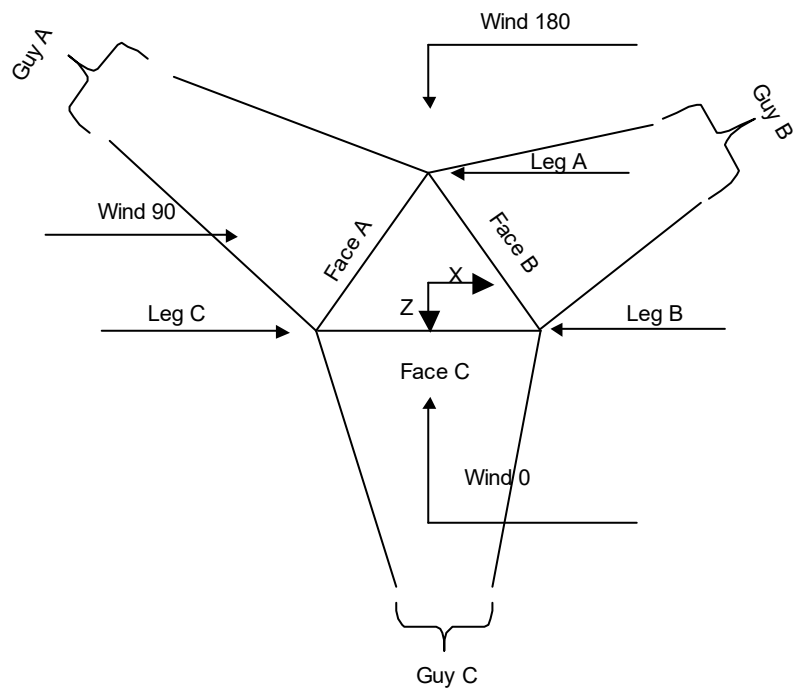 Wind 180
Guy A
Guy B
Leg A
Wind 90
Face A
Face B
X
Z
Leg C
Leg B
Face C
Wind 0
Guy C